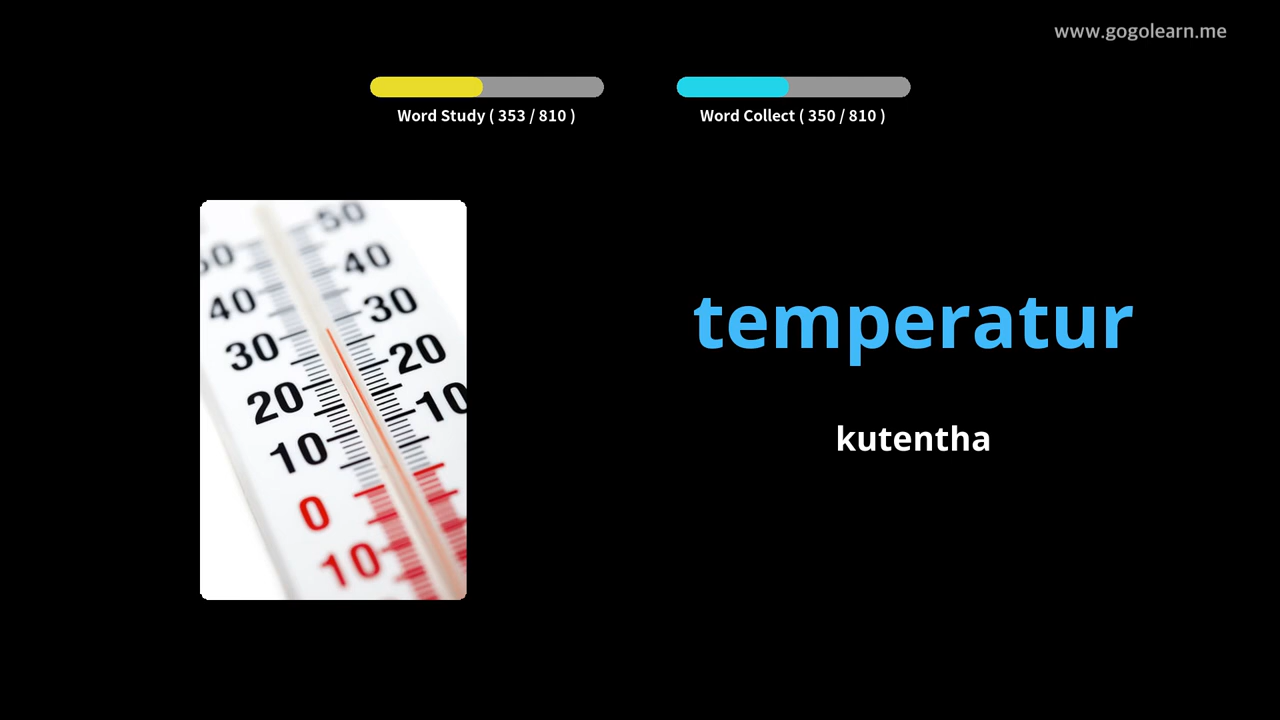 www.gogolearn.me
Word Study ( 353 / 810 )
Word Collect ( 350 / 810 )
50
50
40
40
30
30
20
20
10
10
0
10
temperatur
kutentha